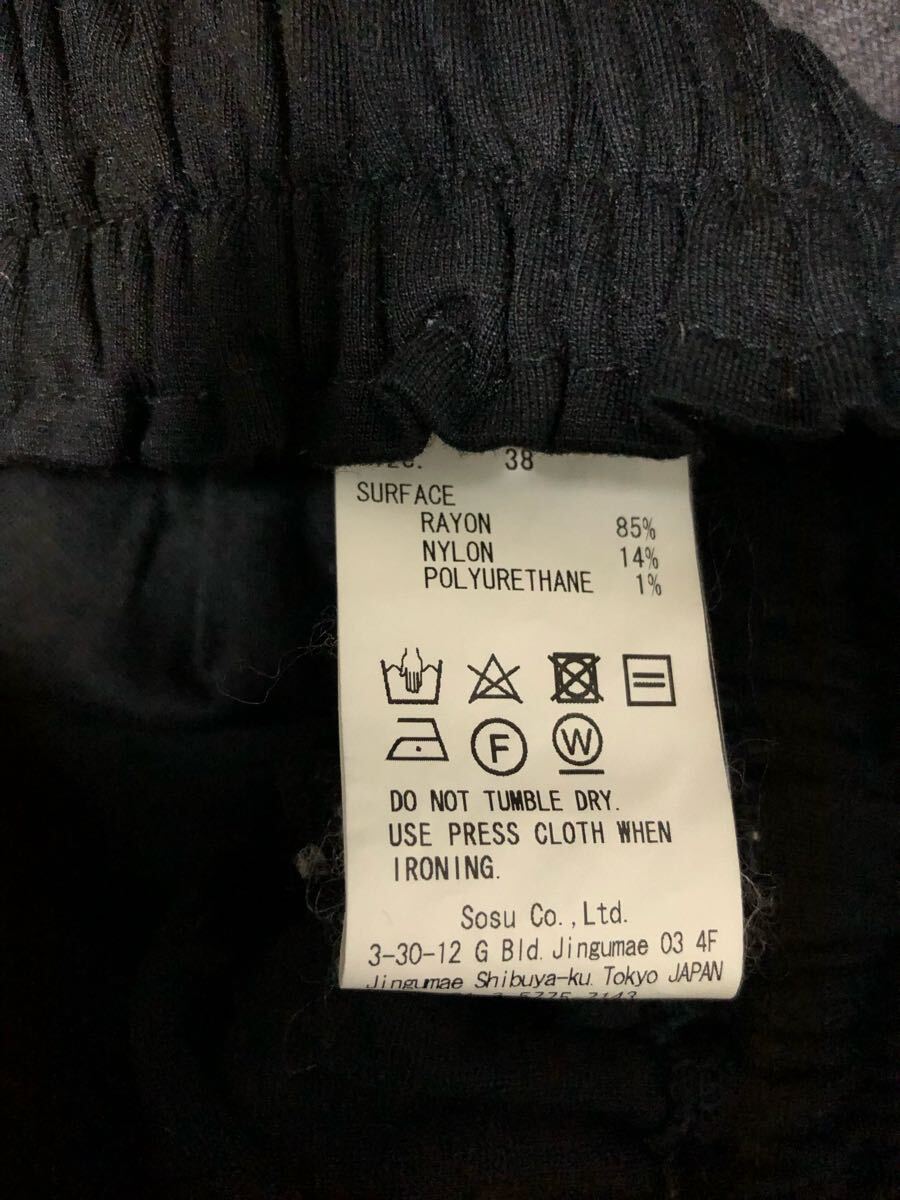 38
SURFACE
RAYON 85%
NYLON 14%
POLYURETHANE 1%
F W
DO NOT TUMBLE DRY.
USE PRESS CLOTH WHEN
IRONING.
Sosu Co.,Ltd.
3-30-12 G Bld. Jingumae 03 4F
Jingumae Shibuya-ku. Tokyo JAPAN